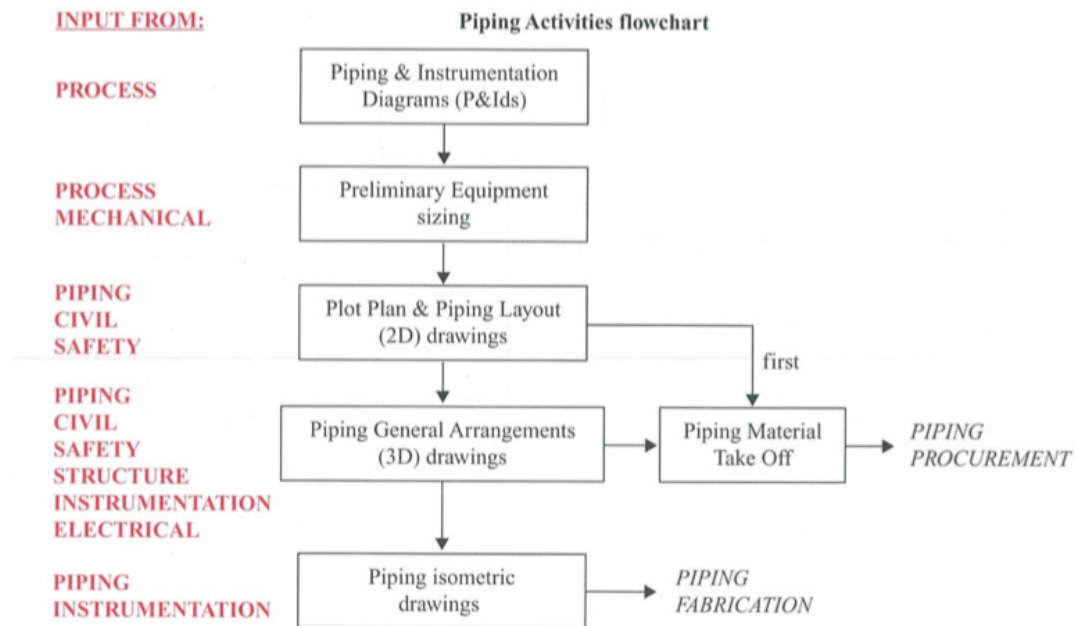 INPUT FROM:
Piping Activities flowchart
PROCESS
Piping & Instrumentation
Diagrams (P&Ids)
PROCESS
MECHANICAL
Preliminary Equipment
sizing
PIPING
CIVIL
SAFETY
Plot Plan & Piping Layout
(2D) drawings
first
PIPING
CIVIL
SAFETY
STRUCTURE
INSTRUMENTATION
ELECTRICAL
Piping General Arrangements
(3D) drawings
Piping Material
Take Off
PIPING
PROCUREMENT
PIPING
INSTRUMENTATION
Piping isometric
drawings
PIPING
FABRICATION